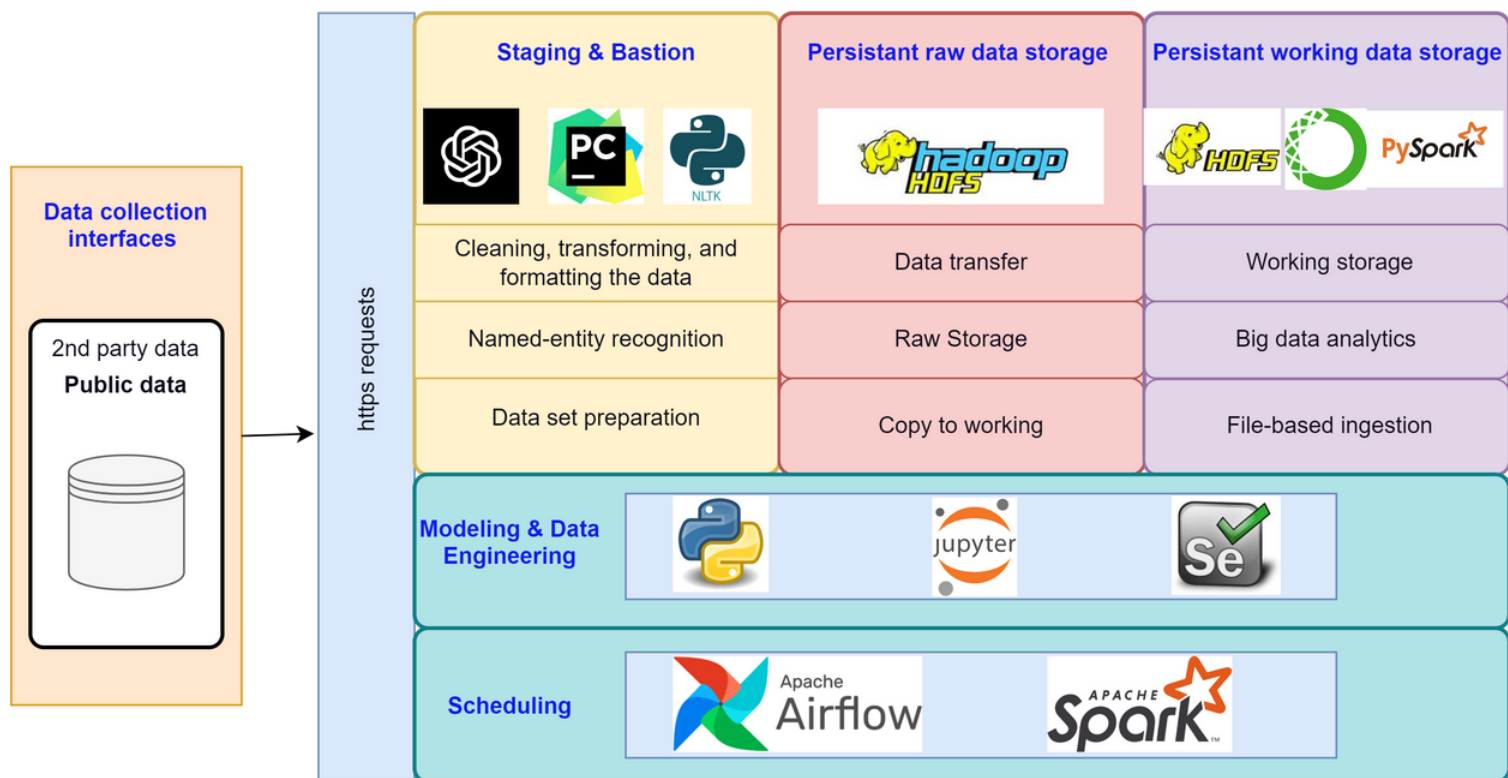 Data collection
interfaces
2nd party data
Public data
https requests
Staging & Bastion
PC
NLTK
Cleaning, transforming, and
formatting the data
Named-entity recognition
Data set preparation
Persistant raw data storage
hadoop
HDFS
Data transfer
Raw Storage
Copy to working
Persistant working data storage
HDFS
PySpark
Working storage
Big data analytics
File-based ingestion
Modeling & Data
Engineering
jupyter
Se
Scheduling
Apache
Airflow
APACHE
Spark™